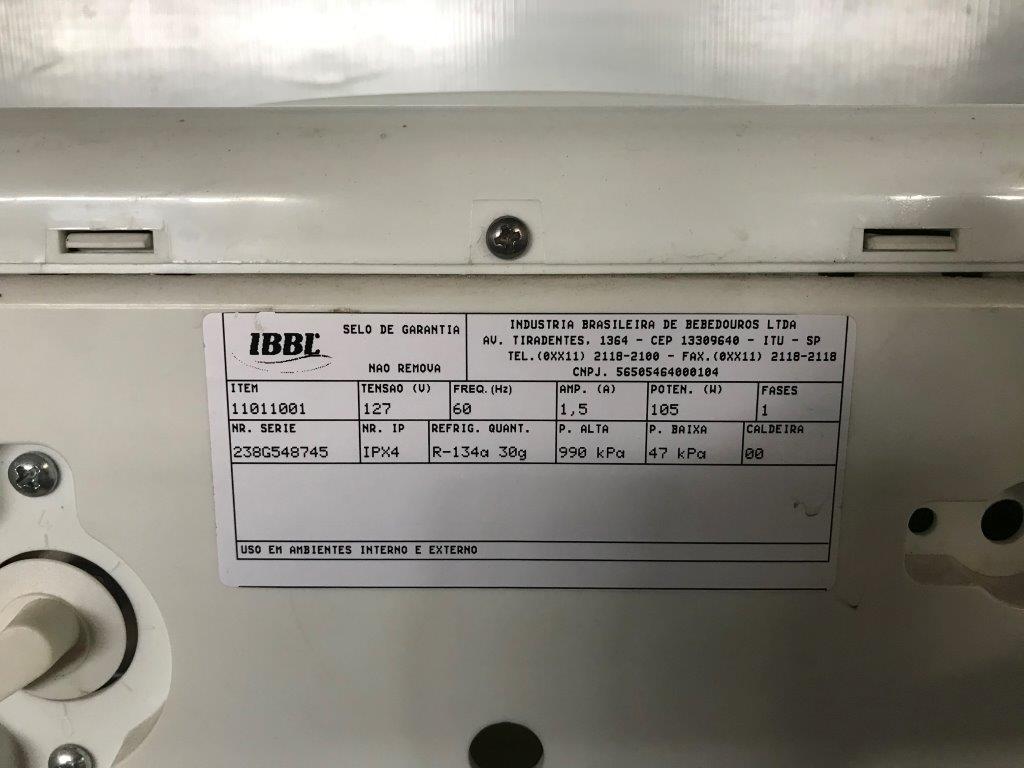 IBBL
SELO DE GARANTIA
NAO REMOVA
INDUSTRIA BRASILEIRA DE BEBEDOUROS LTDA
AV. TIRADENTES, 1364 - CEP 13309640 - ITU - SP
TEL.(0XX11) 2118-2100 - FAX.(0XX11) 2118-2118
CNPJ. 56505464000104
ITEM TENSAO (V) FREQ.(Hz) AMP. (A) POTEN. (W) FASES
11011001 127 60 1,5 105 1
NR. SERIE NR. IP REFRIG. QUANT. P. ALTA P. BAIXA CALDEIRA
238G548745 IPX4 R-134a 30g 990 kPa 47 kPa 00
USO EM AMBIENTES INTERNO E EXTERNO